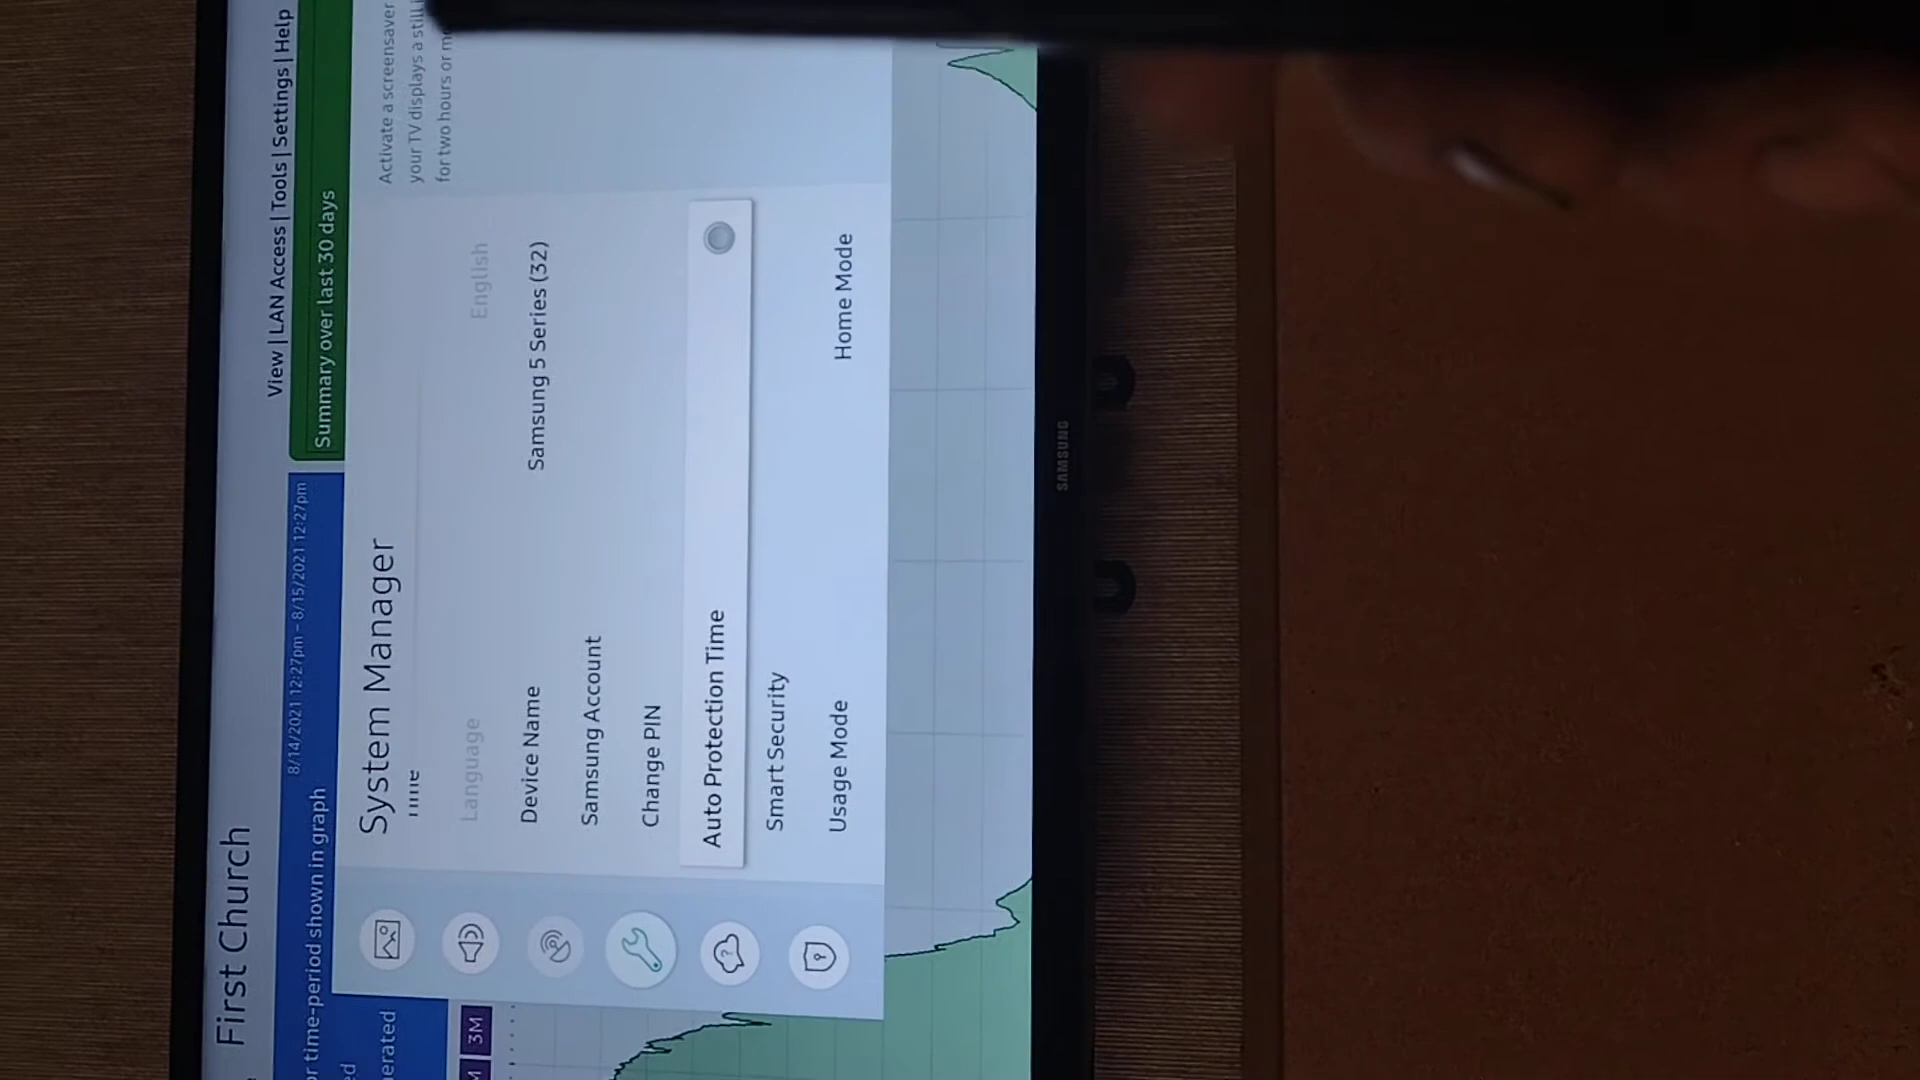 First Church
View | LAN Access | Tools | Settings | Help
8/14/2021 12:27pm - 8/15/2021 12:27pm
Summary over last 30 days
time-period shown in graph
System Manager
Time
Language English
Device Name Samsung 5 Series (32)
Samsung Account
Change PIN
Auto Protection Time
Smart Security
Usage Mode Home Mode
Activate a screensaver
your TV displays a still i
for two hours or mo
3M
SAMSUNG